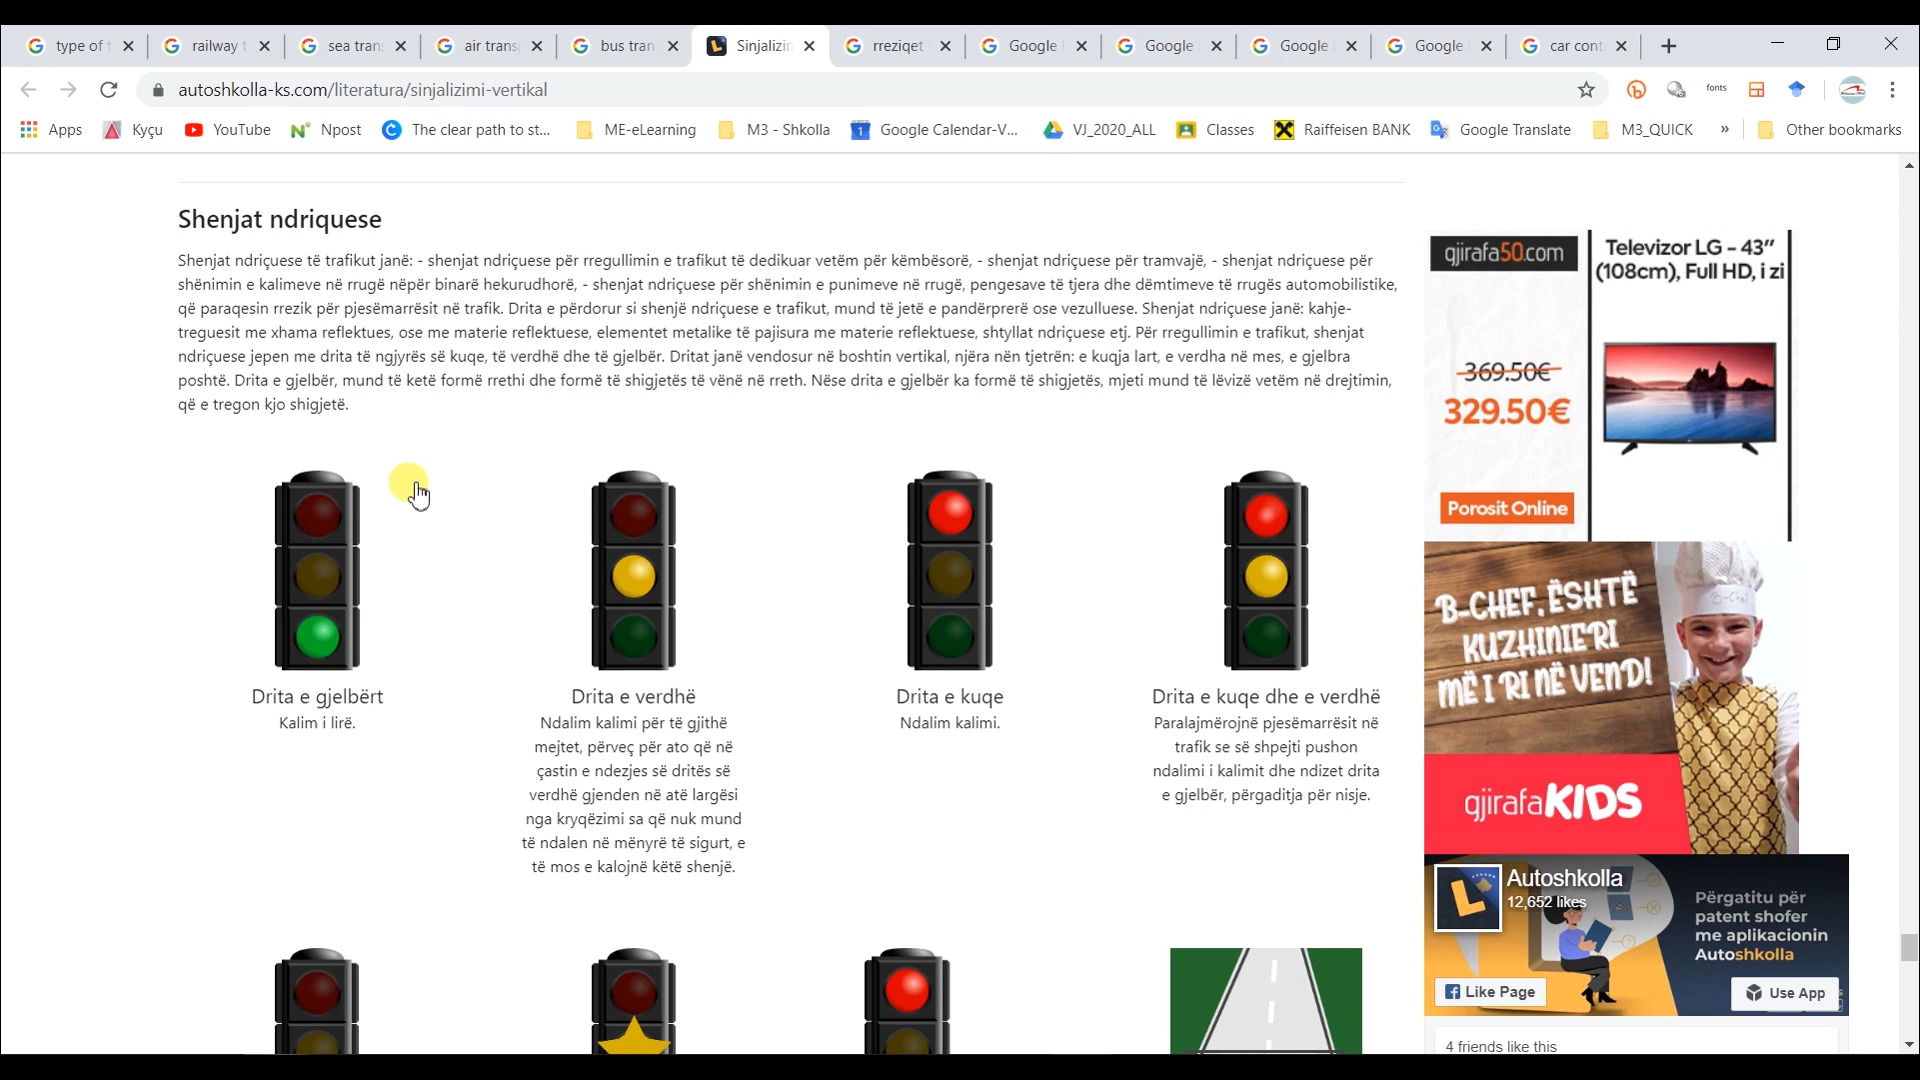 type of t
railway t
sea trans
air transp
bus tran
Sinjalizin
rreziqet
Google
Google
Google
Google
car cont
autoshkolla-ks.com/literatura/sinjalizimi-vertikal
fonts
Apps
Kyçu
YouTube
Npost
The clear path to st...
ME-eLearning
M3 - Shkolla
Google Calendar-V...
VJ_2020_ALL
Classes
Raiffeisen BANK
Google Translate
M3_QUICK
»
Other bookmarks
Shenjat ndriquese
Shenjat ndriçuese të trafikut janë: - shenjat ndriçuese për rregullimin e trafikut të dedikuar vetëm për këmbësorë, - shenjat ndriçuese për tramvajë, - shenjat ndriçuese për
shënimin e kalimeve në rrugë nëpër binarë hekurudhorë, - shenjat ndriçuese për shënimin e punimeve në rrugë, pengesave të tjera dhe dëmtimeve të rrugës automobilistike,
që paraqesin rrezik për pjesëmarrësit në trafik. Drita e përdorur si shenjë ndriçuese e trafikut, mund të jetë e pandërprerë ose vezulluese. Shenjat ndriçuese janë: kahje-
treguesit me xhama reflektues, ose me materie reflektuese, elementet metalike të pajisura me materie reflektuese, shtyllat ndriçuese etj. Për rregullimin e trafikut, shenjat
ndriçuese jepen me drita të ngjyrës së kuqe, të verdhë dhe të gjelbër. Dritat janë vendosur në boshtin vertikal, njëra nën tjetrën: e kuqja lart, e verdha në mes, e gjelbra
poshtë. Drita e gjelbër, mund të ketë formë rrethi dhe formë të shigjetës të vënë në rreth. Nëse drita e gjelbër ka formë të shigjetës, mjeti mund të lëvizë vetëm në drejtimin,
që e tregon kjo shigjetë.
Drita e gjelbërt
Kalim i lirë.
Drita e verdhë
Ndalim kalimi për të gjithë
mejtet, përveç për ato që në
çastin e ndezjes së dritës së
verdhë gjenden në atë largësi
nga kryqëzimi sa që nuk mund
të ndalen në mënyrë të sigurt, e
të mos e kalojnë këtë shenjë.
Drita e kuqe
Ndalim kalimi.
Drita e kuqe dhe e verdhë
Paralajmërojnë pjesëmarrësit në
trafik se së shpejti pushon
ndalimi i kalimit dhe ndizet drita
e gjelbër, përgaditja për nisje.
gjirafa50.com
Televizor LG - 43”
(108cm), Full HD, i zi
369.50€
329.50€
Porosit Online
B-CHEF, ËSHTË
KUZHINIERI
MË I RI NË VEND!
B-Chef
gjirafaKIDS
Autoshkolla
12,652 likes
Përgatitu për
patent shofer
me aplikacionin
Autoshkolla
Like Page
Use App
4 friends like this